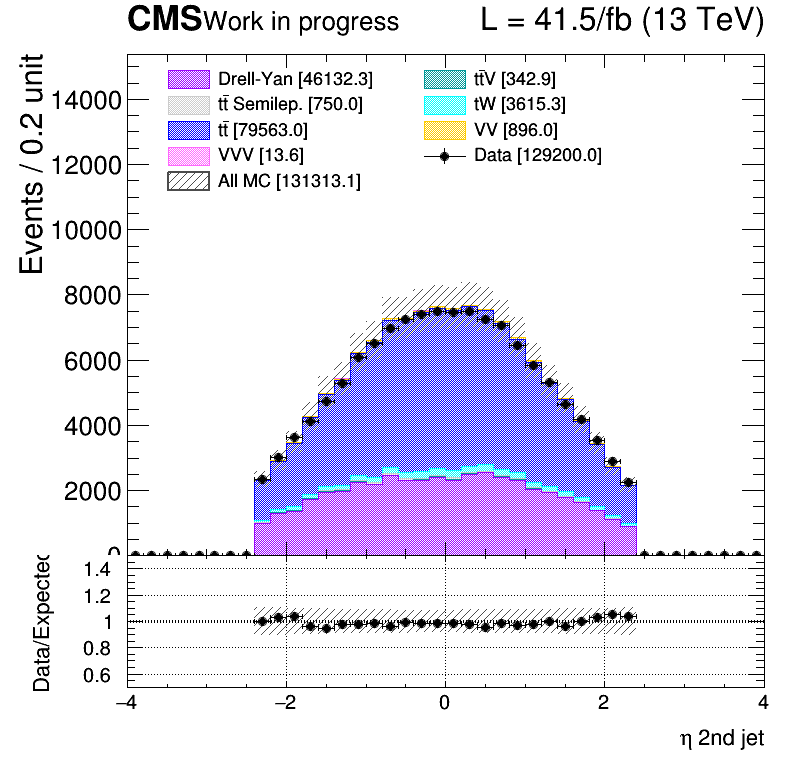 CMS Work in progress L = 41.5/fb (13 TeV)
Events / 0.2 unit
14000
12000
10000
8000
6000
4000
2000
0
Drell-Yan [46132.3]
tt̄ Semilep. [750.0]
tt̄ [79563.0]
VVV [13.6]
All MC [131313.1]
tt̄V [342.9]
tW [3615.3]
VV [896.0]
Data [129200.0]
Data/Expected
1.4
1.2
1
0.8
0.6
−4 −2 0 2 4
η 2nd jet